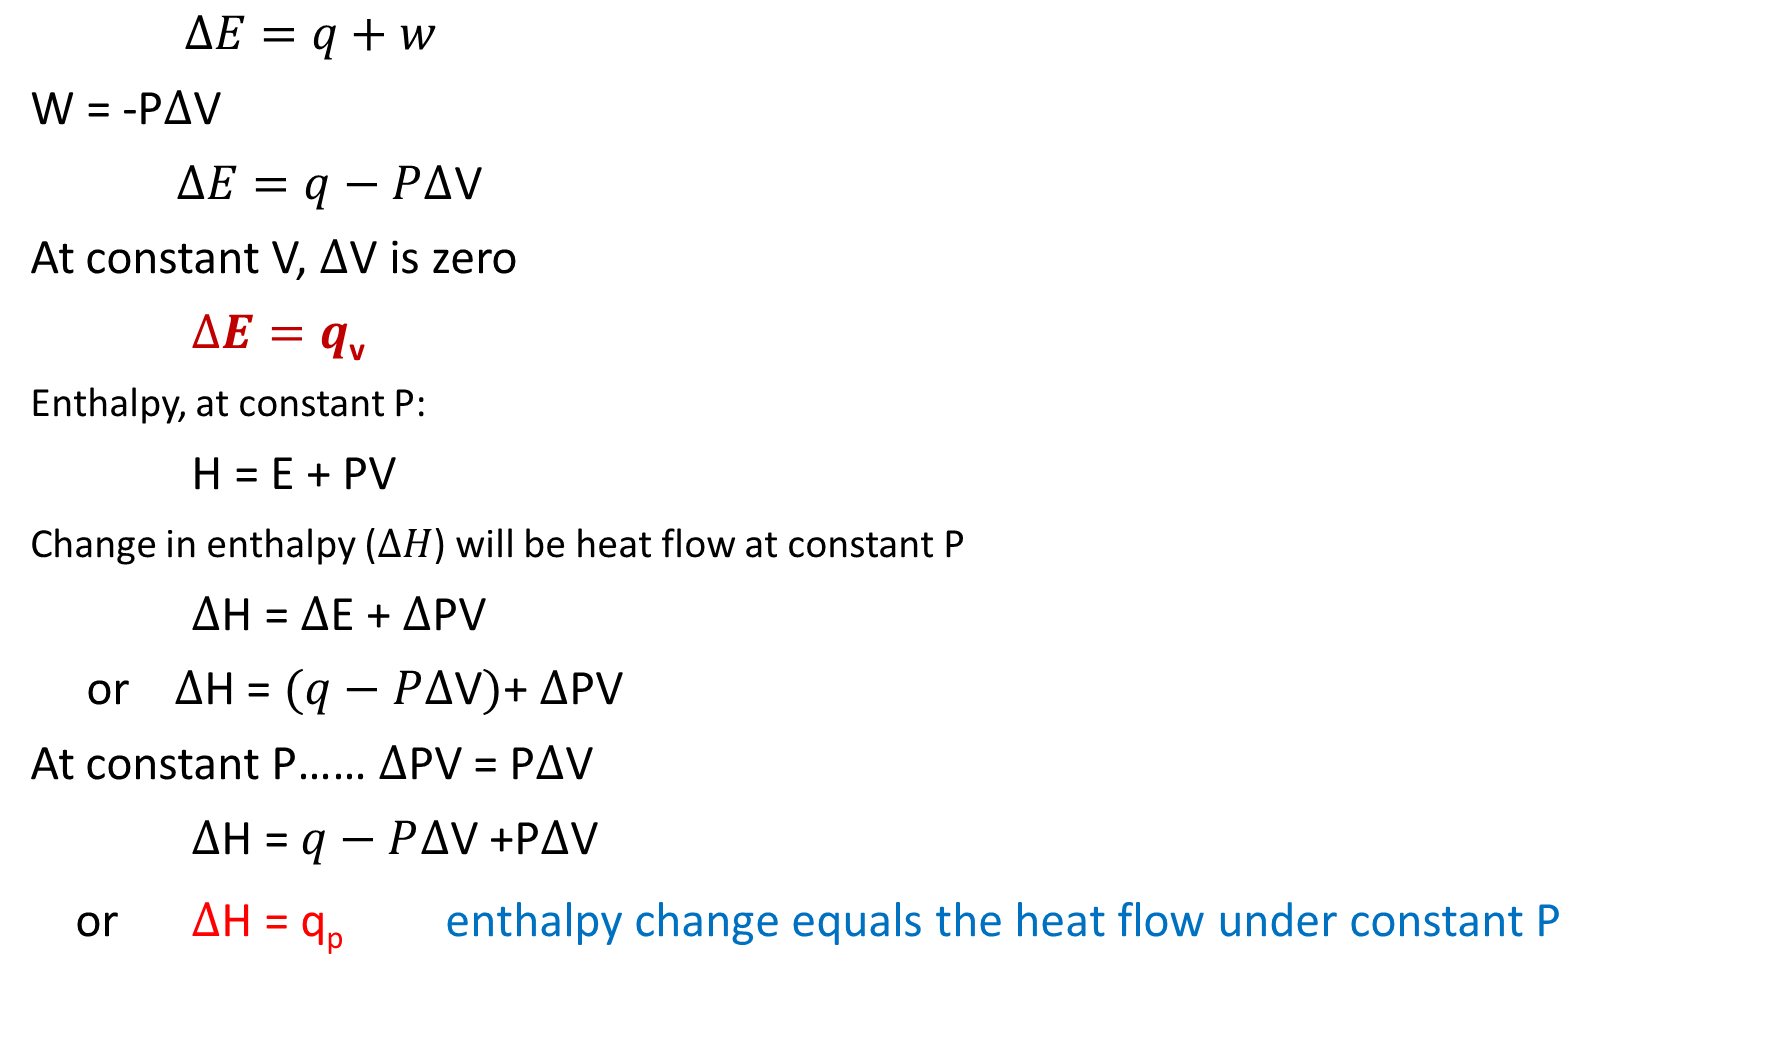 ΔE = q + w
W = -PΔV
ΔE = q − PΔV
At constant V, ΔV is zero
ΔE = qv
Enthalpy, at constant P:
H = E + PV
Change in enthalpy (ΔH) will be heat flow at constant P
ΔH = ΔE + ΔPV
or ΔH = (q − PΔV)+ ΔPV
At constant P...... ΔPV = PΔV
ΔH = q − PΔV +PΔV
or ΔH = qp enthalpy change equals the heat flow under constant P